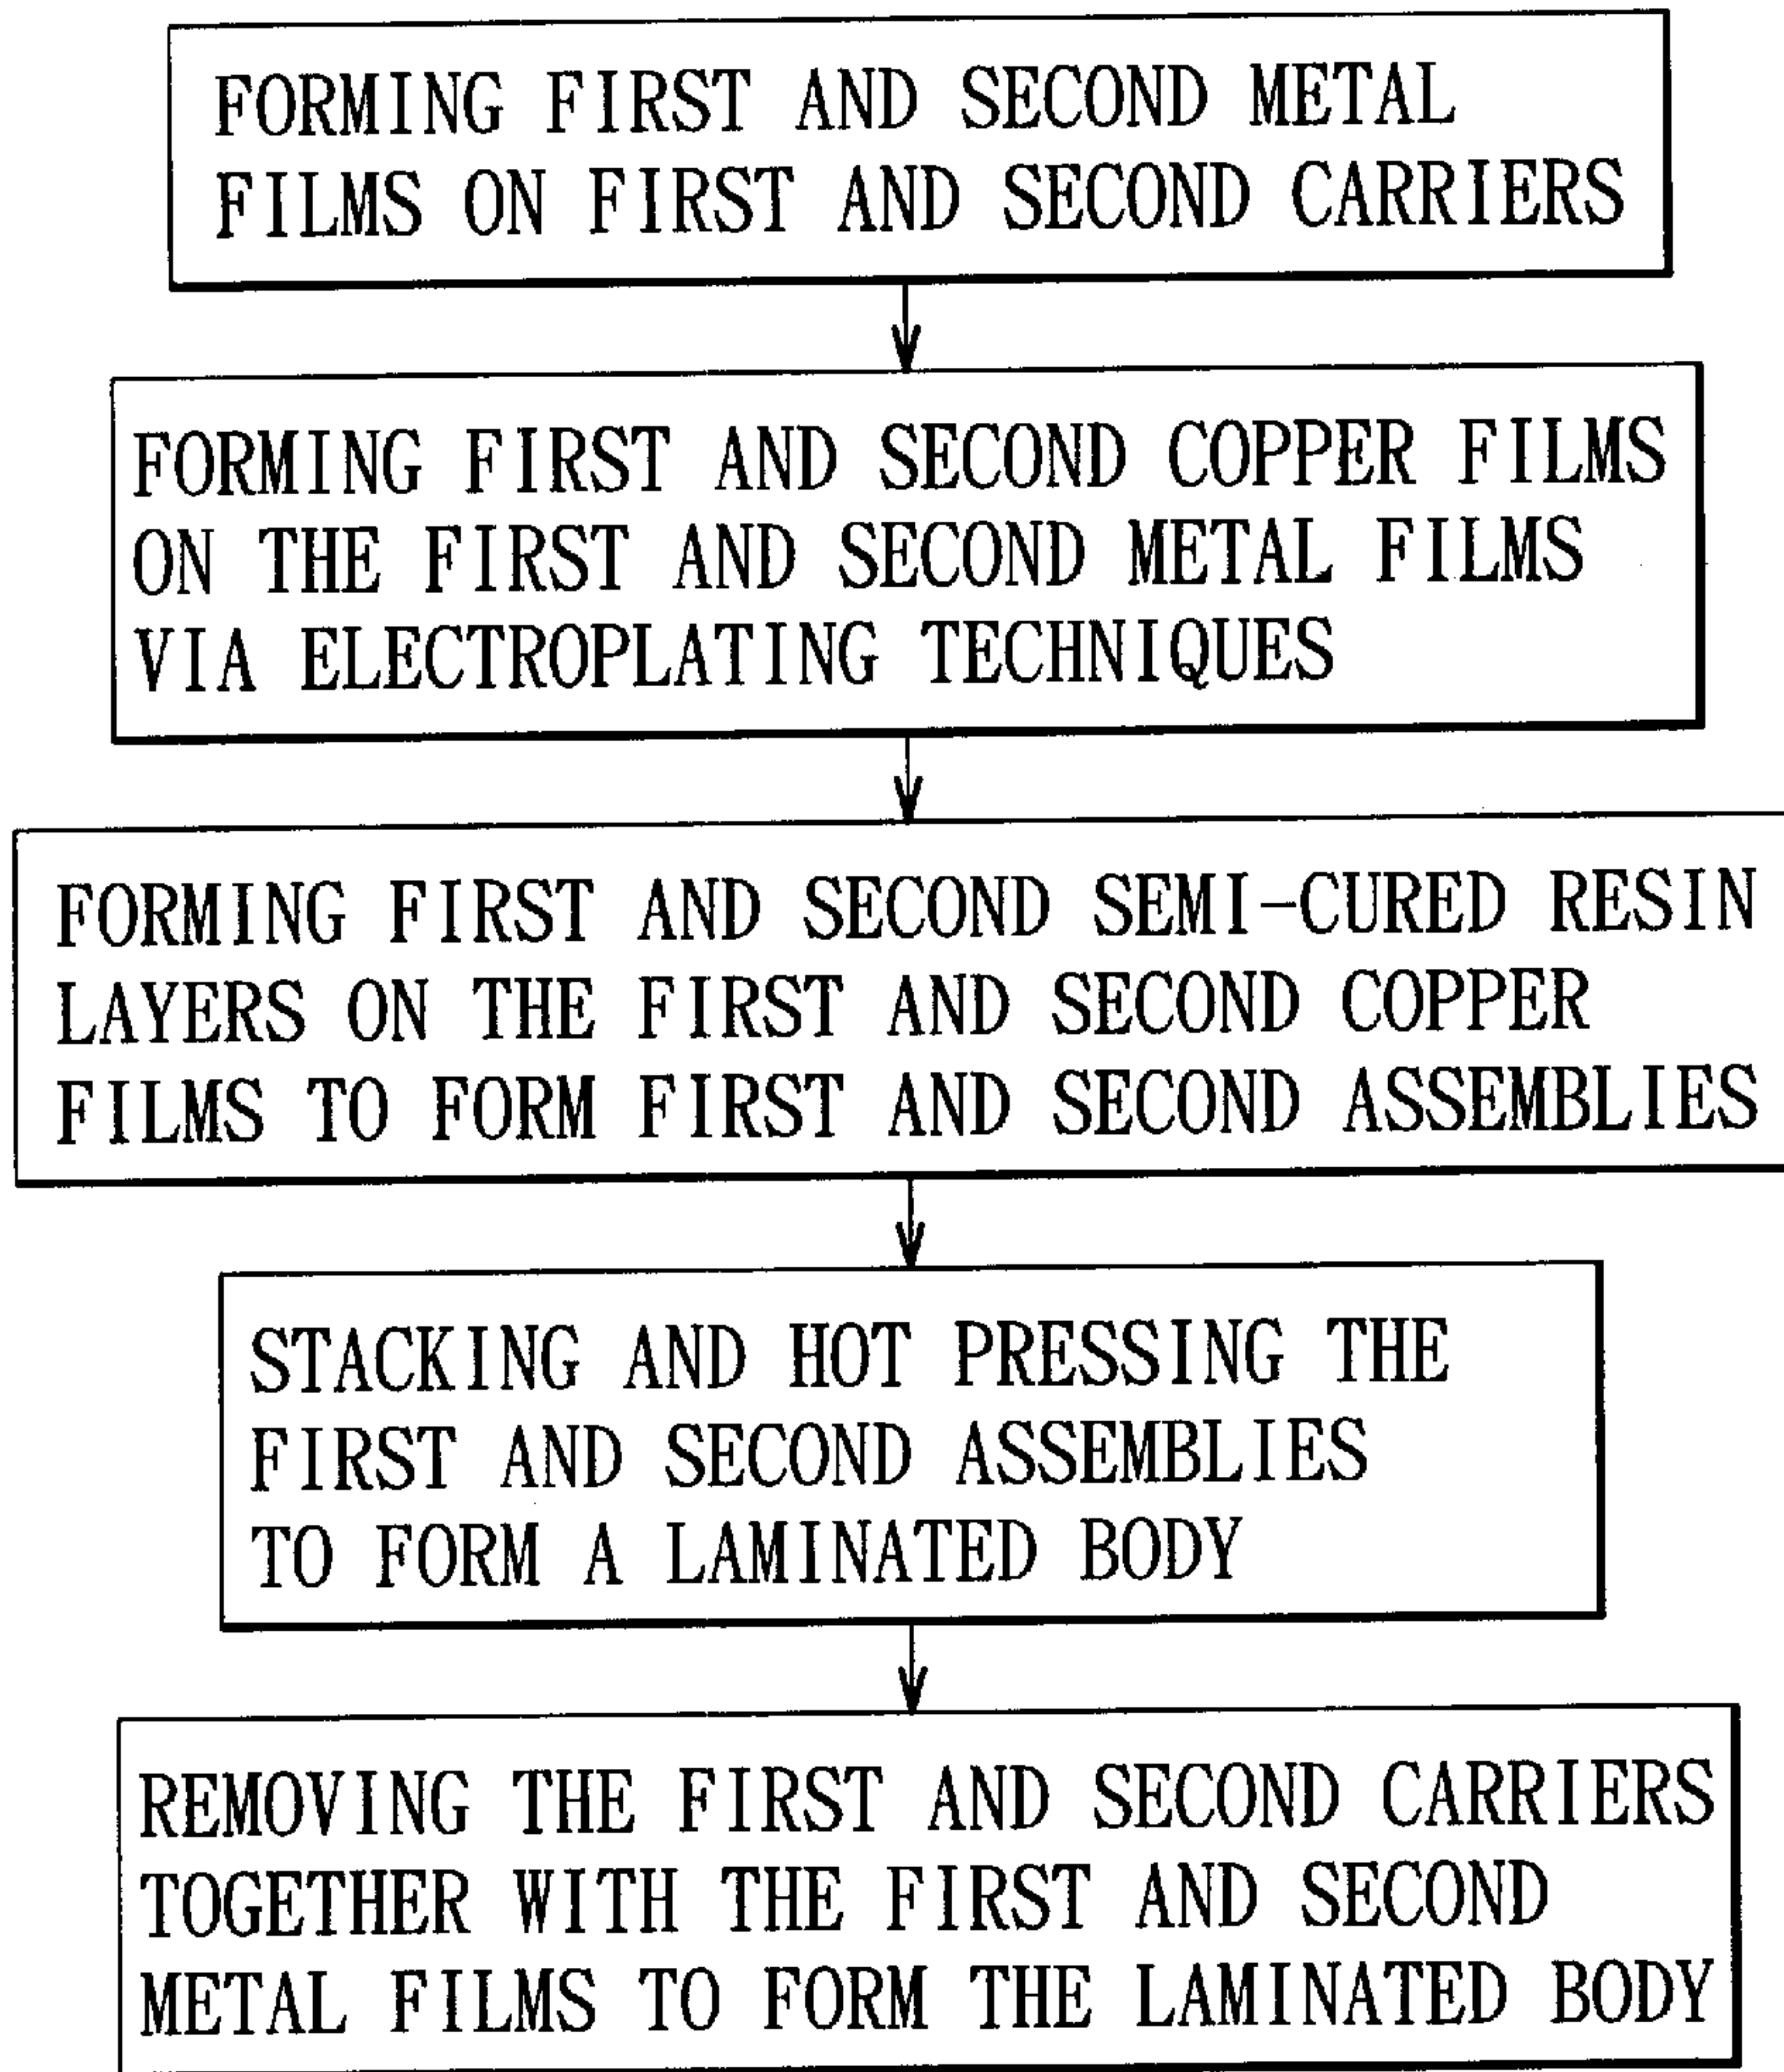 FORMING FIRST AND SECOND METAL
FILMS ON FIRST AND SECOND CARRIERS
FORMING FIRST AND SECOND COPPER FILMS
ON THE FIRST AND SECOND METAL FILMS
VIA ELECTROPLATING TECHNIQUES
FORMING FIRST AND SECOND SEMI-CURED RESIN
LAYERS ON THE FIRST AND SECOND COPPER
FILMS TO FORM FIRST AND SECOND ASSEMBLIES
STACKING AND HOT PRESSING THE
FIRST AND SECOND ASSEMBLIES
TO FORM A LAMINATED BODY
REMOVING THE FIRST AND SECOND CARRIERS
TOGETHER WITH THE FIRST AND SECOND
METAL FILMS TO FORM THE LAMINATED BODY